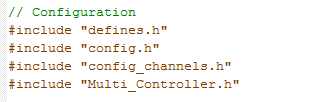 // Configuration
#include "defines.h"
#include "config.h"
#include "config_channels.h"
#include "Multi_Controller.h"